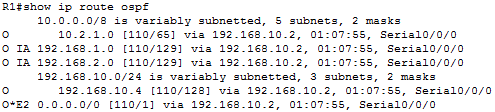 R1#show ip route ospf
10.0.0.0/8 is variably subnetted, 5 subnets, 2 masks
O 10.2.1.0 [110/65] via 192.168.10.2, 01:07:55, Serial0/0/0
O IA 192.168.1.0 [110/129] via 192.168.10.2, 01:07:55, Serial0/0/0
O IA 192.168.2.0 [110/129] via 192.168.10.2, 01:07:55, Serial0/0/0
192.168.10.0/24 is variably subnetted, 3 subnets, 2 masks
O 192.168.10.4 [110/128] via 192.168.10.2, 01:07:55, Serial0/0/0
O*E2 0.0.0.0/0 [110/1] via 192.168.10.2, 01:07:55, Serial0/0/0